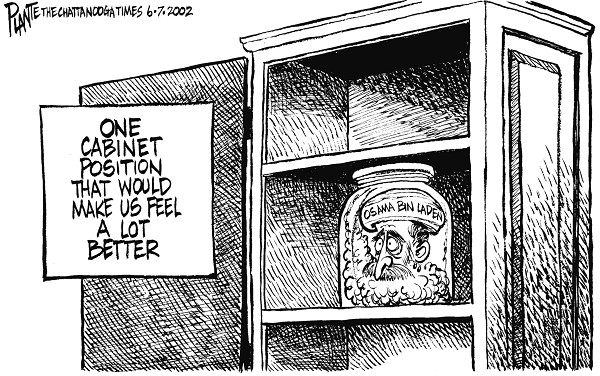 PLANTE THE CHATTANOOGA TIMES 6·7·2002
ONE
CABINET
POSITION
THAT WOULD
MAKE US FEEL
A LOT
BETTER
OSAMA BIN LADEN